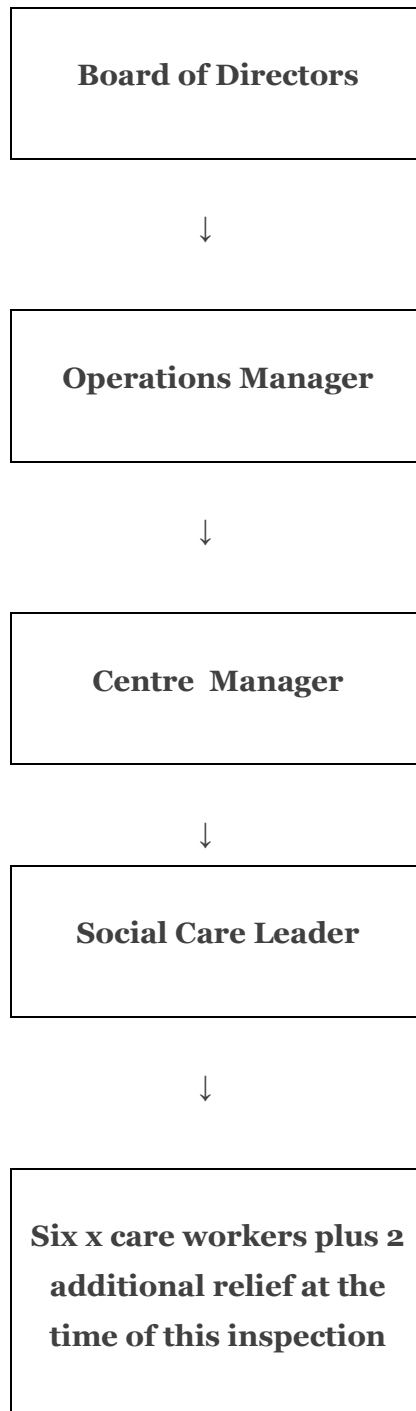 Board of Directors
↓
Operations Manager
↓
Centre Manager
↓
Social Care Leader
↓
Six x care workers plus 2
additional relief at the
time of this inspection